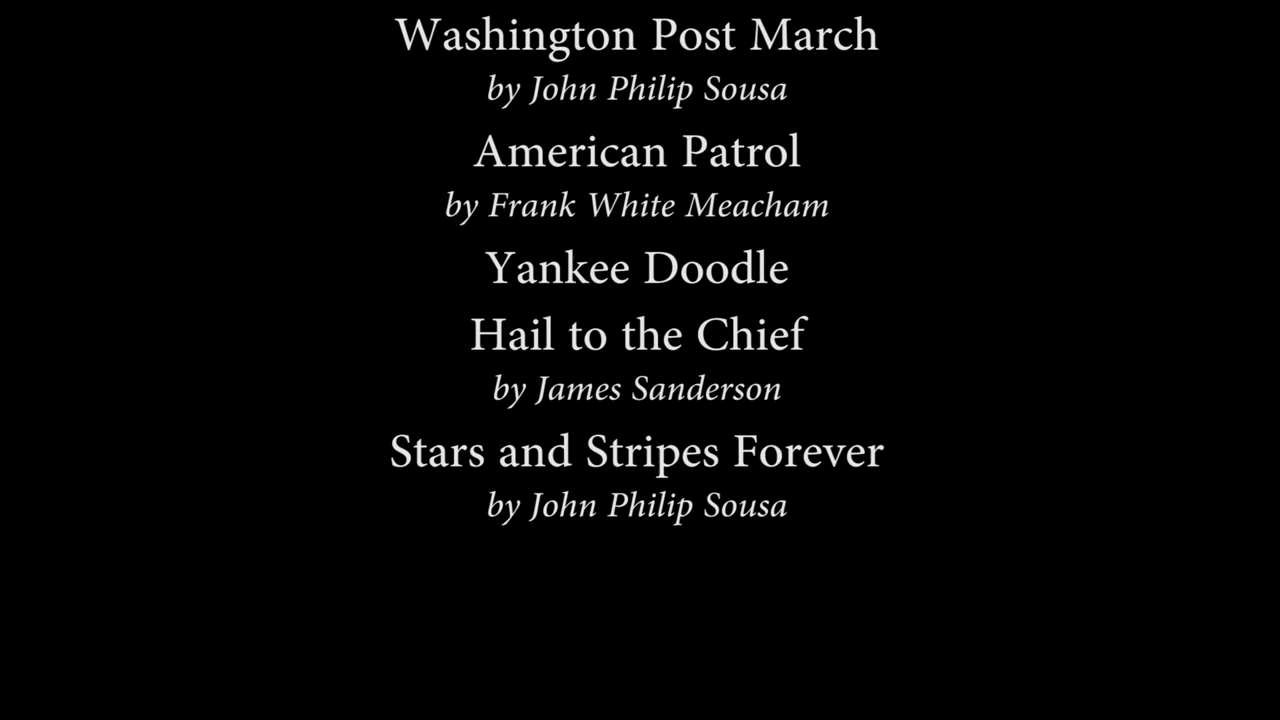 Washington Post March
by John Philip Sousa
American Patrol
by Frank White Meacham
Yankee Doodle
Hail to the Chief
by James Sanderson
Stars and Stripes Forever
by John Philip Sousa